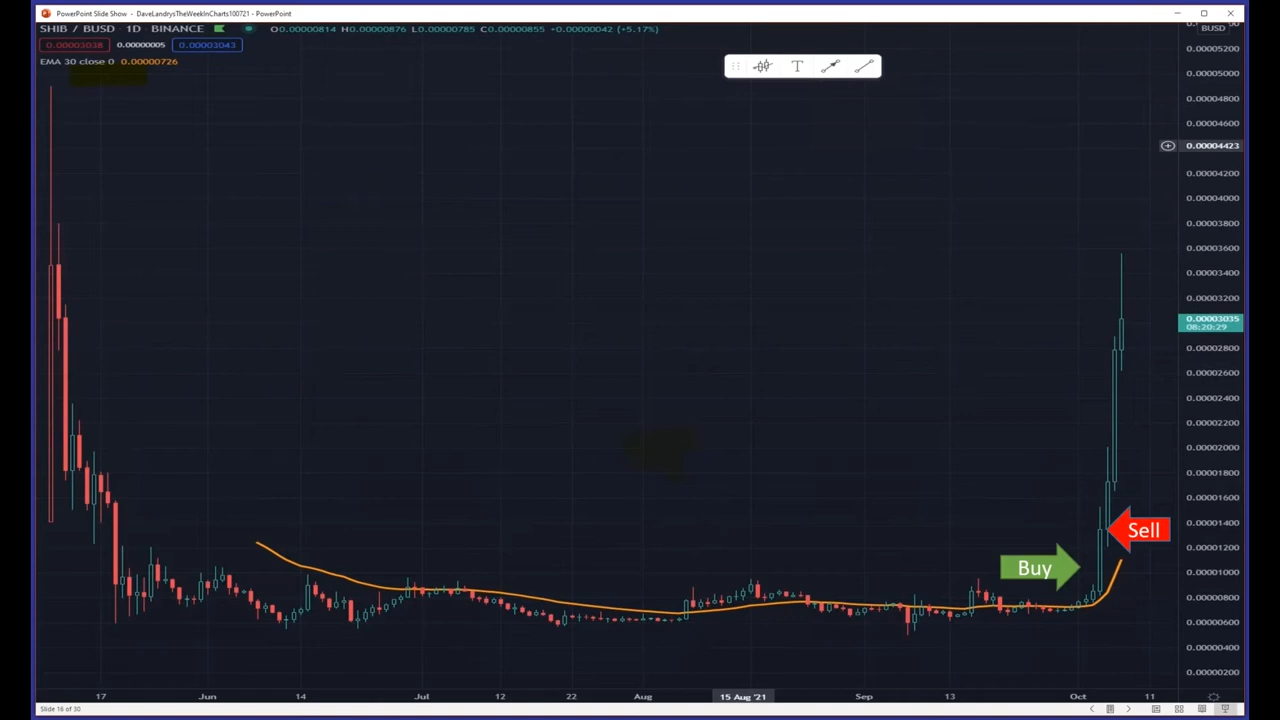 PowerPoint Slide Show - DaveLandrysTheWeekInCharts100721 - PowerPoint
SHIB / BUSD · 1D · BINANCE O0.00000814 H0.00000876 L0.00000785 C0.00000855 +0.00000042 (+5.17%)
BUSD
0.00003038 0.00000005 0.00003043
0.00005200
EMA 30 close 0 0.00000726
T
0.00005000
0.00004800
0.00004600
0.00004423
0.00004200
0.00004000
0.00003800
0.00003600
0.00003400
0.00003200
0.00003035
08:20:29
0.00002800
0.00002600
0.00002400
0.00002200
0.00002000
0.00001800
0.00001600
0.00001400
Sell
0.00001200
Buy
0.00001000
0.00000800
0.00000600
0.00000400
0.00000200
17 Jun 14 Jul 12 22 Aug 15 Aug '21 Sep 13 Oct 11
Slide 16 of 30